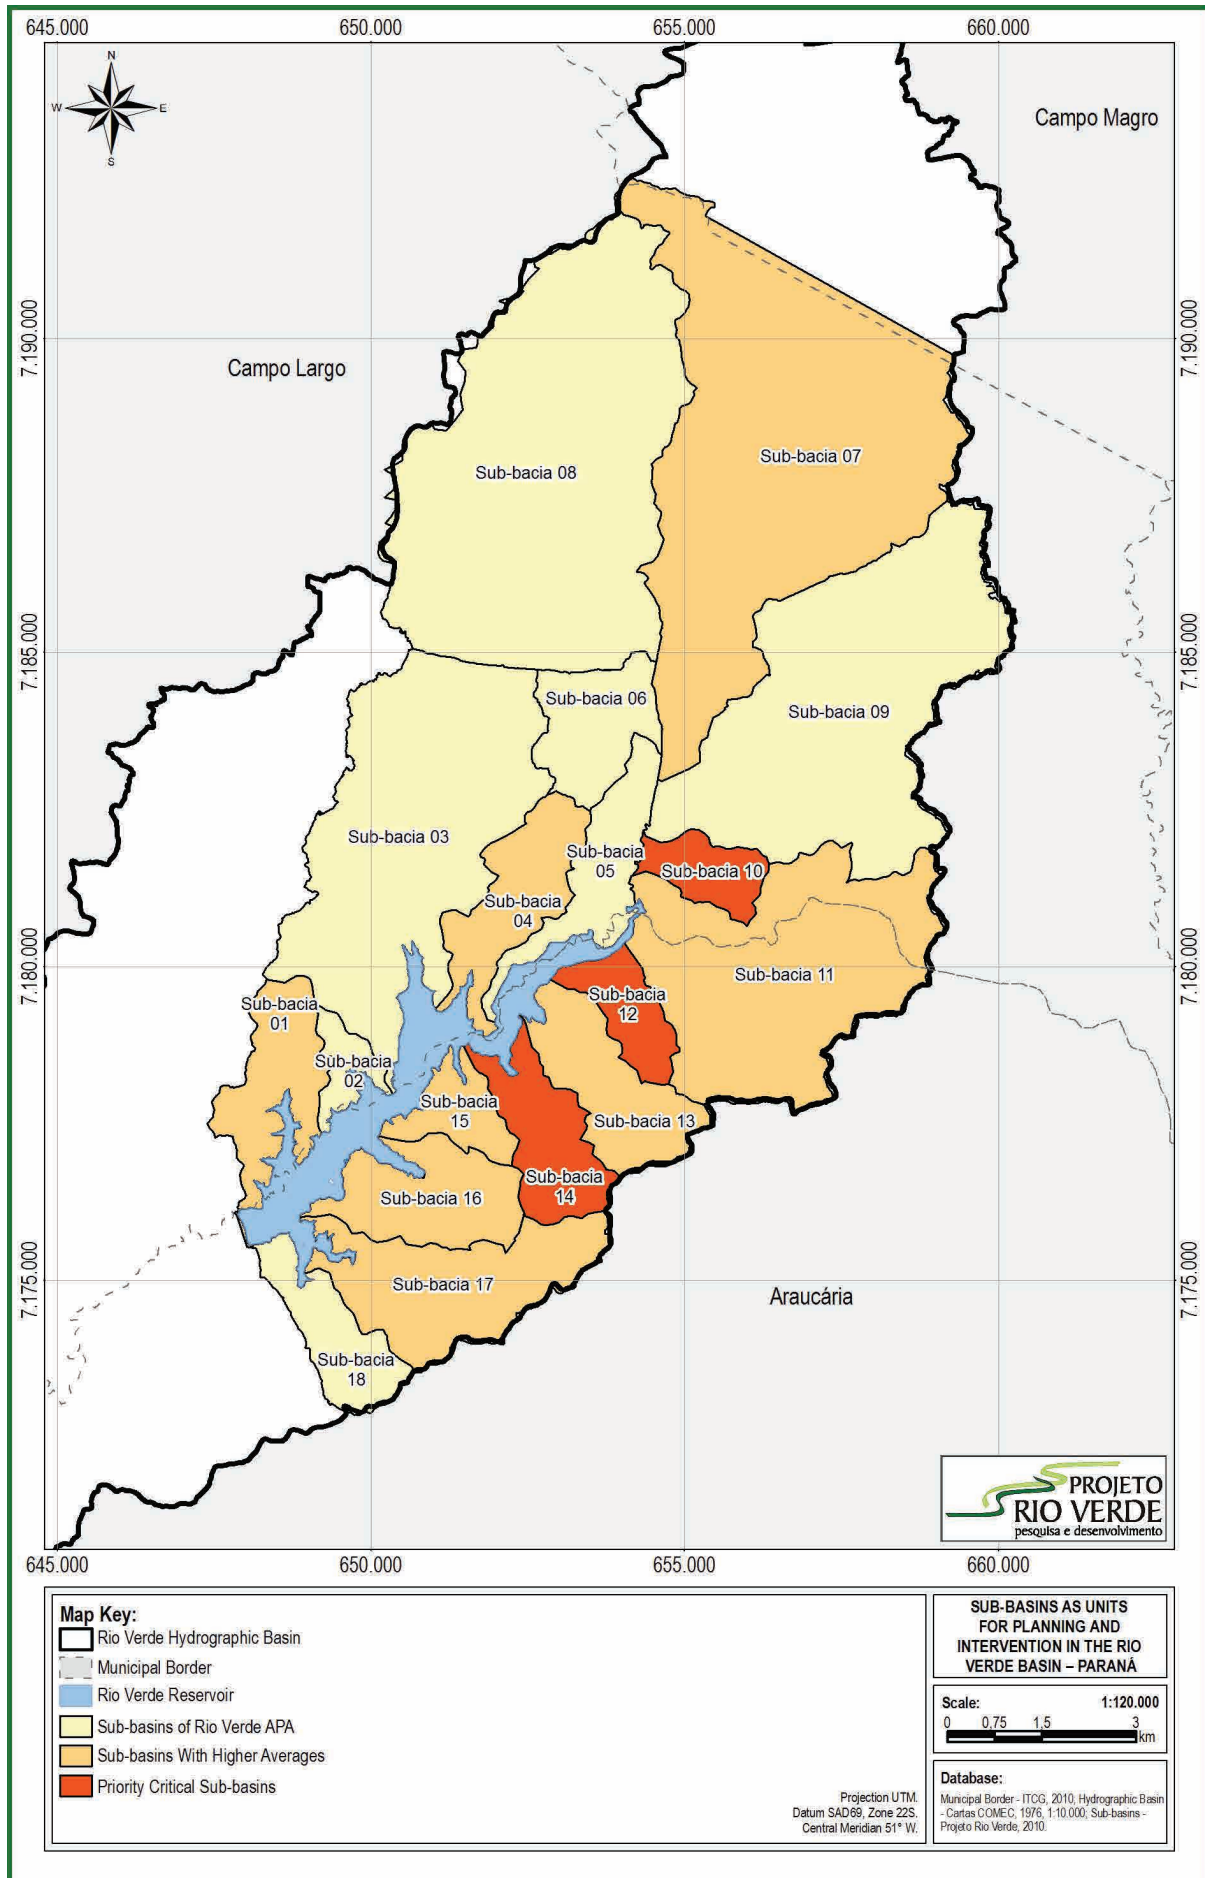 645.000
650.000
655.000
660.000
N
W
E
S
Campo Magro
7.190.000
7.190.000
Campo Largo
Sub-bacia 07
Sub-bacia 08
7.185.000
7.185.000
Sub-bacia 06
Sub-bacia 09
Sub-bacia 03
Sub-bacia
05
Sub-bacia 10
Sub-bacia
04
7.180.000
7.180.000
Sub-bacia 11
Sub-bacia
12
Sub-bacia
01
Sub-bacia
02
Sub-bacia
15
Sub-bacia 13
Sub-bacia
14
Sub-bacia 16
7.175.000
7.175.000
Sub-bacia 17
Araucária
Sub-bacia
18
PROJETO
RIO VERDE
pesquisa e desenvolvimento
645.000
650.000
655.000
660.000
Map Key:
Rio Verde Hydrographic Basin
Municipal Border
Rio Verde Reservoir
Sub-basins of Rio Verde APA
Sub-basins With Higher Averages
Priority Critical Sub-basins
Projection UTM.
Datum SAD69, Zone 22S.
Central Meridian 51° W.
SUB-BASINS AS UNITS
FOR PLANNING AND
INTERVENTION IN THE RIO
VERDE BASIN – PARANÁ
Scale:
1:120.000
0 0,75 1,5 3
km
Database:
Municipal Border - ITCG, 2010; Hydrographic Basin
- Cartas COMEC, 1976, 1:10.000; Sub-basins -
Projeto Rio Verde, 2010.